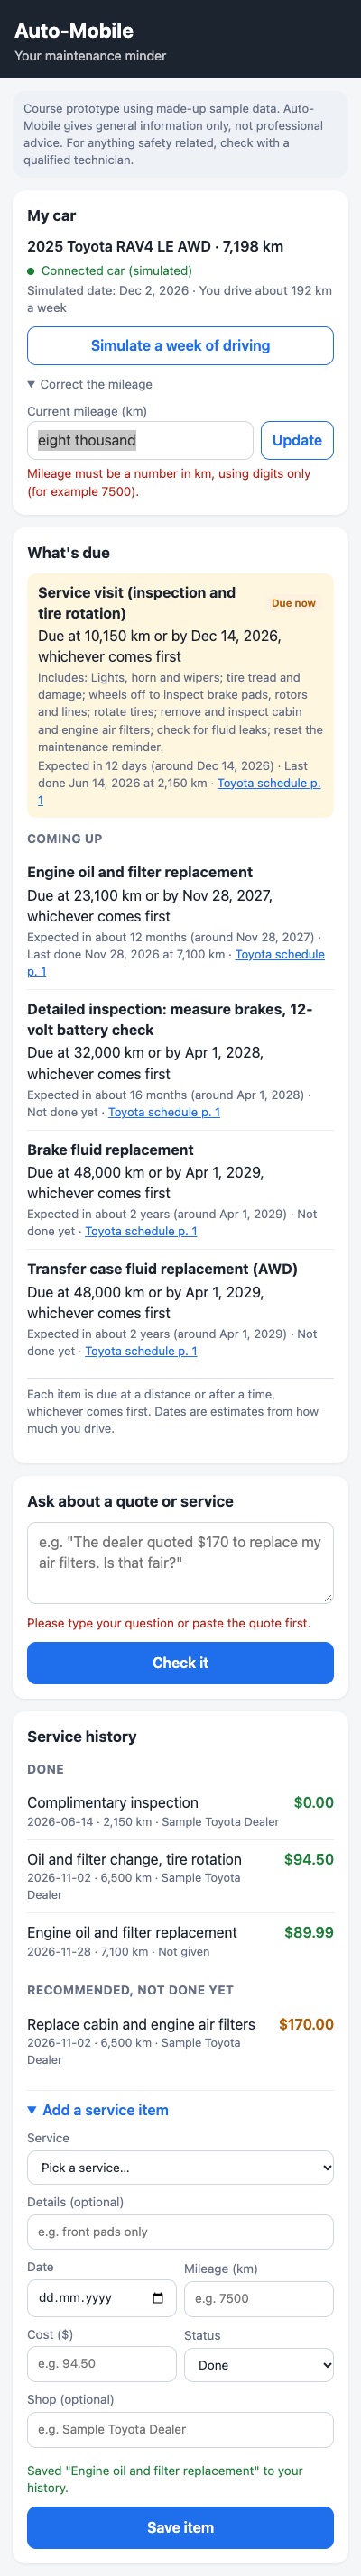 Auto-Mobile
Your maintenance minder
Course prototype using made-up sample data. Auto-
Mobile gives general information only, not professional
advice. For anything safety related, check with a
qualified technician.
My car
2025 Toyota RAV4 LE AWD · 7,198 km
Connected car (simulated)
Simulated date: Dec 2, 2026 · You drive about 192 km
a week
Simulate a week of driving
▼ Correct the mileage
Current mileage (km)
eight thousand
Update
Mileage must be a number in km, using digits only
(for example 7500).
What's due
Service visit (inspection and
tire rotation)
Due now
Due at 10,150 km or by Dec 14, 2026,
whichever comes first
Includes: Lights, horn and wipers; tire tread and
damage; wheels off to inspect brake pads, rotors
and lines; rotate tires; remove and inspect cabin
and engine air filters; check for fluid leaks; reset the
maintenance reminder.
Expected in 12 days (around Dec 14, 2026) · Last
done Jun 14, 2026 at 2,150 km · Toyota schedule p.
1
COMING UP
Engine oil and filter replacement
Due at 23,100 km or by Nov 28, 2027,
whichever comes first
Expected in about 12 months (around Nov 28, 2027) ·
Last done Nov 28, 2026 at 7,100 km · Toyota schedule
p. 1
Detailed inspection: measure brakes, 12-
volt battery check
Due at 32,000 km or by Apr 1, 2028,
whichever comes first
Expected in about 16 months (around Apr 1, 2028) ·
Not done yet · Toyota schedule p. 1
Brake fluid replacement
Due at 48,000 km or by Apr 1, 2029,
whichever comes first
Expected in about 2 years (around Apr 1, 2029) · Not
done yet · Toyota schedule p. 1
Transfer case fluid replacement (AWD)
Due at 48,000 km or by Apr 1, 2029,
whichever comes first
Expected in about 2 years (around Apr 1, 2029) · Not
done yet · Toyota schedule p. 1
Each item is due at a distance or after a time,
whichever comes first. Dates are estimates from how
much you drive.
Ask about a quote or service
e.g. "The dealer quoted $170 to replace my
air filters. Is that fair?"
Please type your question or paste the quote first.
Check it
Service history
DONE
Complimentary inspection $0.00
2026-06-14 · 2,150 km · Sample Toyota Dealer
Oil and filter change, tire rotation $94.50
2026-11-02 · 6,500 km · Sample Toyota
Dealer
Engine oil and filter replacement $89.99
2026-11-28 · 7,100 km · Not given
RECOMMENDED, NOT DONE YET
Replace cabin and engine air filters $170.00
2026-11-02 · 6,500 km · Sample Toyota
Dealer
▼ Add a service item
Service
Pick a service...
Details (optional)
e.g. front pads only
Date Mileage (km)
dd.mm.yyyy e.g. 7500
Cost ($) Status
e.g. 94.50 Done
Shop (optional)
e.g. Sample Toyota Dealer
Saved "Engine oil and filter replacement" to your
history.
Save item